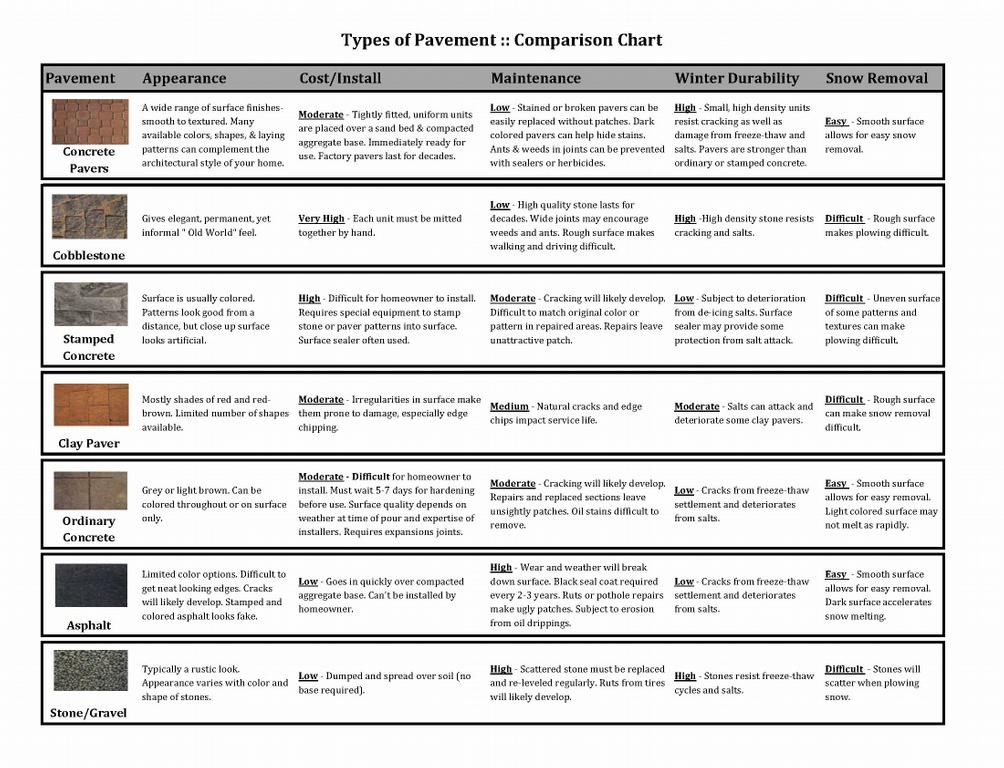 Types of Pavement :: Comparison Chart
Pavement Appearance Cost/Install Maintenance Winter Durability Snow Removal
Concrete
Pavers
A wide range of surface finishes-
smooth to textured. Many
available colors, shapes, & laying
patterns can complement the
architectural style of your home.
Moderate - Tightly fitted, uniform units
are placed over a sand bed & compacted
aggregate base. Immediately ready for
use. Factory pavers last for decades.
Low - Stained or broken pavers can be
easily replaced without patches. Dark
colored pavers can help hide stains.
Ants & weeds in joints can be prevented
with sealers or herbicides.
High - Small, high density units
resist cracking as well as
damage from freeze-thaw and
salts. Pavers are stronger than
ordinary or stamped concrete.
Easy - Smooth surface
allows for easy snow
removal.
Cobblestone
Gives elegant, permanent, yet
informal " Old World" feel.
Very High - Each unit must be mitted
together by hand.
Low - High quality stone lasts for
decades. Wide joints may encourage
weeds and ants. Rough surface makes
walking and driving difficult.
High -High density stone resists
cracking and salts.
Difficult - Rough surface
makes plowing difficult.
Stamped
Concrete
Surface is usually colored.
Patterns look good from a
distance, but close up surface
looks artificial.
High - Difficult for homeowner to install.
Requires special equipment to stamp
stone or paver patterns into surface.
Surface sealer often used.
Moderate - Cracking will likely develop.
Difficult to match original color or
pattern in repaired areas. Repairs leave
unattractive patch.
Low - Subject to deterioration
from de-icing salts. Surface
sealer may provide some
protection from salt attack.
Difficult - Uneven surface
of some patterns and
textures can make
plowing difficult.
Clay Paver
Mostly shades of red and red-
brown. Limited number of shapes
available.
Moderate - Irregularities in surface make
them prone to damage, especially edge
chipping.
Medium - Natural cracks and edge
chips impact service life.
Moderate - Salts can attack and
deteriorate some clay pavers.
Difficult - Rough surface
can make snow removal
difficult.
Ordinary
Concrete
Grey or light brown. Can be
colored throughout or on surface
only.
Moderate - Difficult for homeowner to
install. Must wait 5-7 days for hardening
before use. Surface quality depends on
weather at time of pour and expertise of
installers. Requires expansions joints.
Moderate - Cracking will likely develop.
Repairs and replaced sections leave
unsightly patches. Oil stains difficult to
remove.
Low - Cracks from freeze-thaw
settlement and deteriorates
from salts.
Easy - Smooth surface
allows for easy removal.
Light colored surface may
not melt as rapidly.
Asphalt
Limited color options. Difficult to
get neat looking edges. Cracks
will likely develop. Stamped and
colored asphalt looks fake.
Low - Goes in quickly over compacted
aggregate base. Can't be installed by
homeowner.
High - Wear and weather will break
down surface. Black seal coat required
every 2-3 years. Ruts or pothole repairs
make ugly patches. Subject to erosion
from oil drippings.
Low - Cracks from freeze-thaw
settlement and deteriorates
from salts.
Easy - Smooth surface
allows for easy removal.
Dark surface accelerates
snow melting.
Stone/Gravel
Typically a rustic look.
Appearance varies with color and
shape of stones.
Low - Dumped and spread over soil (no
base required).
High - Scattered stone must be replaced
and re-leveled regularly. Ruts from tires
will likely develop.
High - Stones resist freeze-thaw
cycles and salts.
Difficult - Stones will
scatter when plowing
snow.